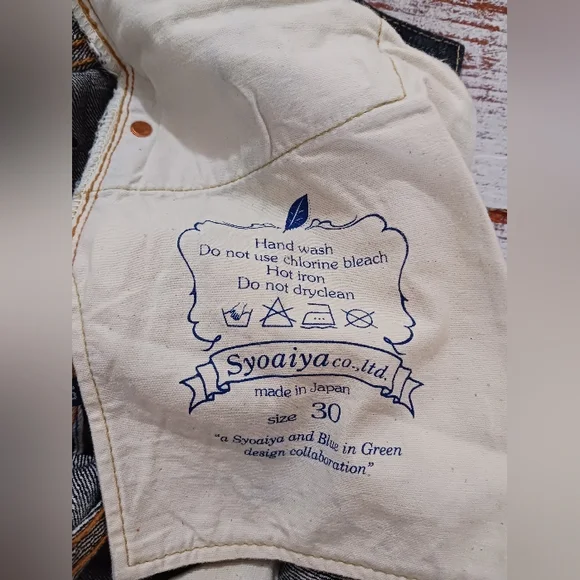 Hand wash
Do not use chlorine bleach
Hot iron
Do not dryclean
Syoaiya co.,ltd.
made in Japan
size 30
"a Syoaiya and Blue in Green
design collaboration"